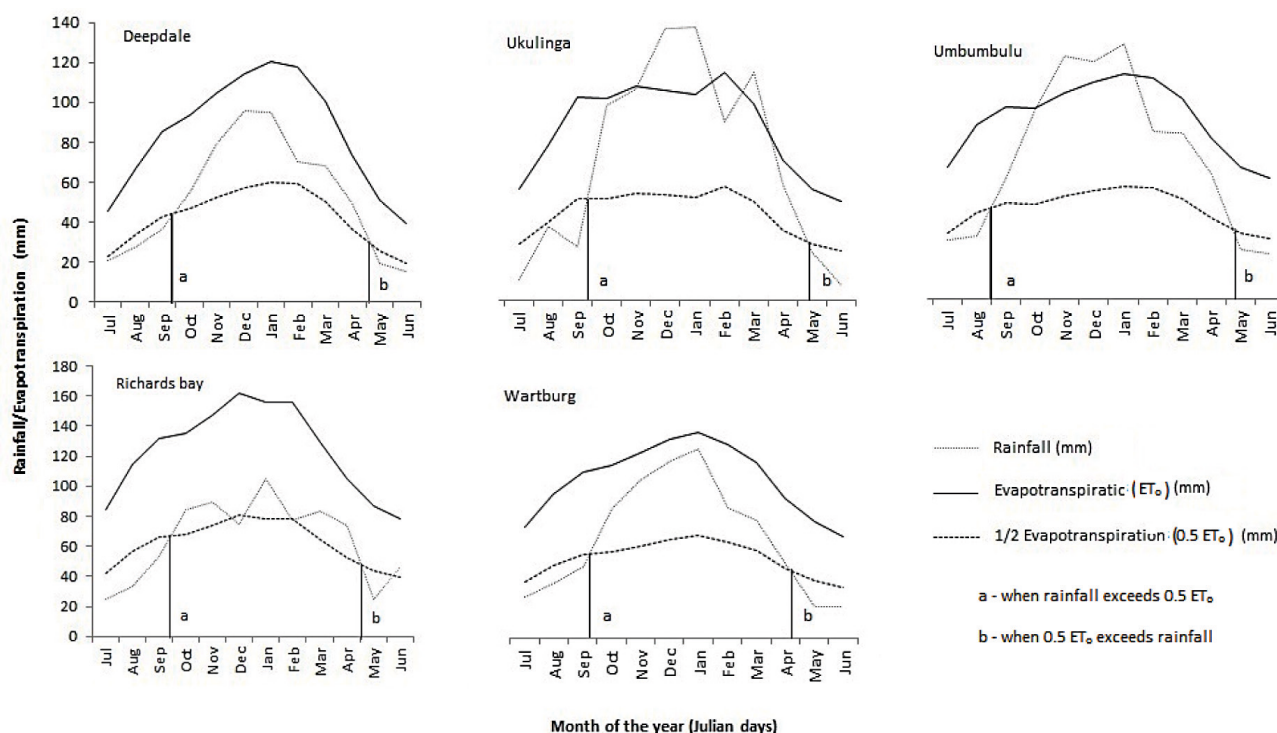 Rainfall/Evapotranspiration (mm)
Deepdale
140
120
100
80
60
40
20
0
a
b
Jul Aug Sep Oct Nov Dec Jan Feb Mar Apr May Jun
Ukulinga
a
b
Jul Aug Sep Oct Nov Dec Jan Feb Mar Apr May Jun
Umbumbulu
a
b
Jul Aug Sep Oct Nov Dec Jan Feb Mar Apr May Jun
Richards bay
180
160
140
120
100
80
60
40
20
0
a
b
Jul Aug Sep Oct Nov Dec Jan Feb Mar Apr May Jun
Wartburg
a
b
Jul Aug Sep Oct Nov Dec Jan Feb Mar Apr May Jun
Rainfall (mm)
Evapotranspiratic (ETₒ) (mm)
1/2 Evapotranspiration (0.5 ETₒ) (mm)
a - when rainfall exceeds 0.5 ETₒ
b - when 0.5 ETₒ exceeds rainfall
Month of the year (Julian days)